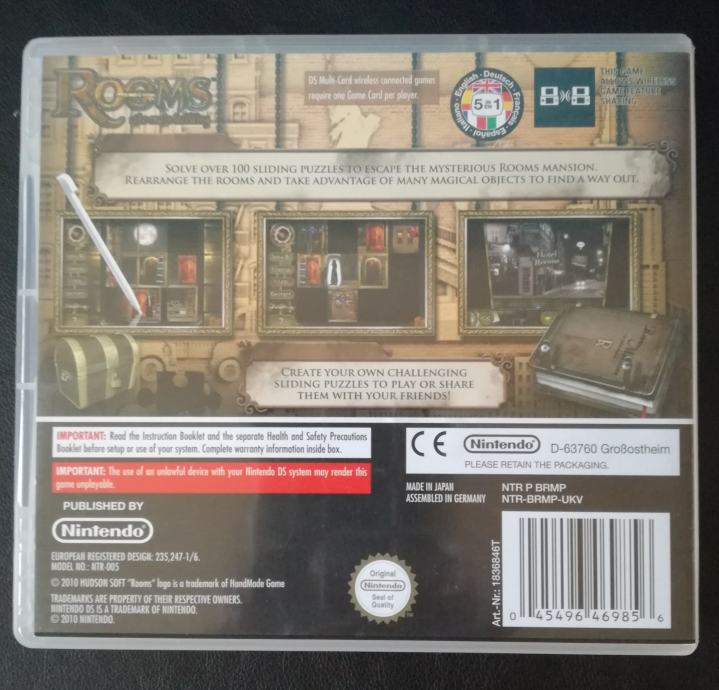 ROOMS
DS Multi-Card wireless connected games
require one Game Card per player.
English · Deutsch · Français · Español · Italiano
5 IN 1
THIS GAME
ALLOWS WIRELESS
GAME FEATURE
SHARING
SOLVE OVER 100 SLIDING PUZZLES TO ESCAPE THE MYSTERIOUS ROOMS MANSION.
REARRANGE THE ROOMS AND TAKE ADVANTAGE OF MANY MAGICAL OBJECTS TO FIND A WAY OUT.
Hotel
Rooms
CREATE YOUR OWN CHALLENGING
SLIDING PUZZLES TO PLAY OR SHARE
THEM WITH YOUR FRIENDS!
IMPORTANT: Read the Instruction Booklet and the separate Health and Safety Precautions
Booklet before setup or use of your system. Complete warranty information inside box.
IMPORTANT: The use of an unlawful device with your Nintendo DS system may render this
game unplayable.
CE Nintendo D-63760 Großostheim
PLEASE RETAIN THE PACKAGING.
MADE IN JAPAN
ASSEMBLED IN GERMANY
NTR P BRMP
NTR-BRMP-UKV
PUBLISHED BY
Nintendo
EUROPEAN REGISTERED DESIGN: 235,247-1/6.
MODEL NO.: NTR-005
© 2010 HUDSON SOFT "Rooms" logo is a trademark of HandMade Game
TRADEMARKS ARE PROPERTY OF THEIR RESPECTIVE OWNERS.
NINTENDO DS IS A TRADEMARK OF NINTENDO.
© 2010 NINTENDO.
Original
Nintendo
Seal of
Quality
Art.-Nr.: 1836846T
0 45496 46985 6